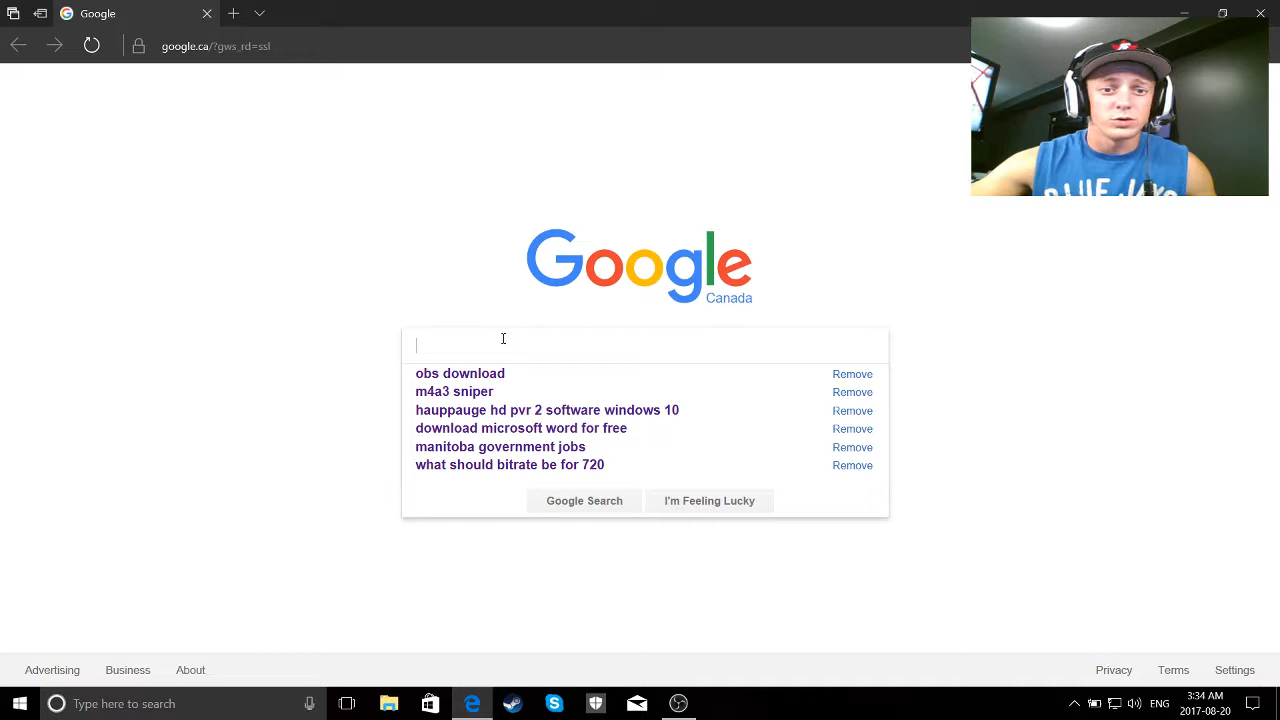 Google
google.ca/?gws_rd=ssl
BLUE JAYS
Google
Canada
obs download Remove
m4a3 sniper Remove
hauppauge hd pvr 2 software windows 10 Remove
download microsoft word for free Remove
manitoba government jobs Remove
what should bitrate be for 720 Remove
Google Search I'm Feeling Lucky
Advertising Business About Privacy Terms Settings
Type here to search
ENG
3:34 AM
2017-08-20